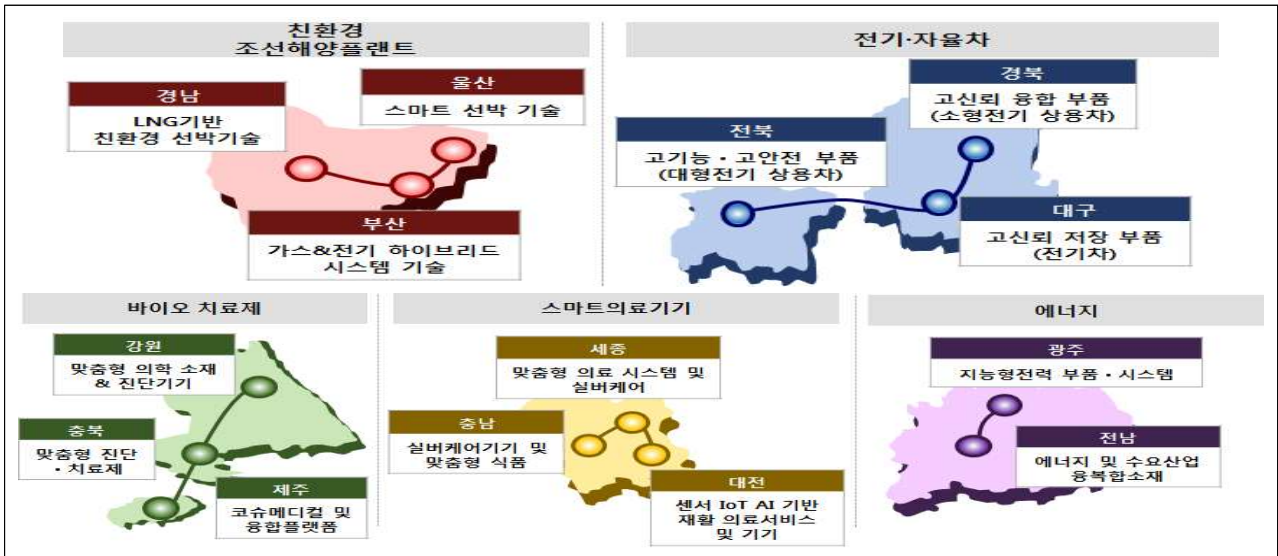 친환경
조선해양플랜트
울산
스마트 선박 기술
경남
LNG기반
친환경 선박기술
부산
가스&전기 하이브리드
시스템 기술
전기·자율차
경북
고신뢰 융합 부품
(소형전기 상용차)
전북
고기능·고안전 부품
(대형전기 상용차)
대구
고신뢰 저장 부품
(전기차)
바이오 치료제
강원
맞춤형 의학 소재
& 진단기기
충북
맞춤형 진단
·치료제
제주
코슈메디컬 및
융합플랫폼
스마트의료기기
세종
맞춤형 의료 시스템 및
실버케어
충남
실버케어기기 및
맞춤형 식품
대전
센서 IoT AI 기반
재활 의료서비스
및 기기
에너지
광주
지능형전력 부품·시스템
전남
에너지 및 수요산업
융복합소재